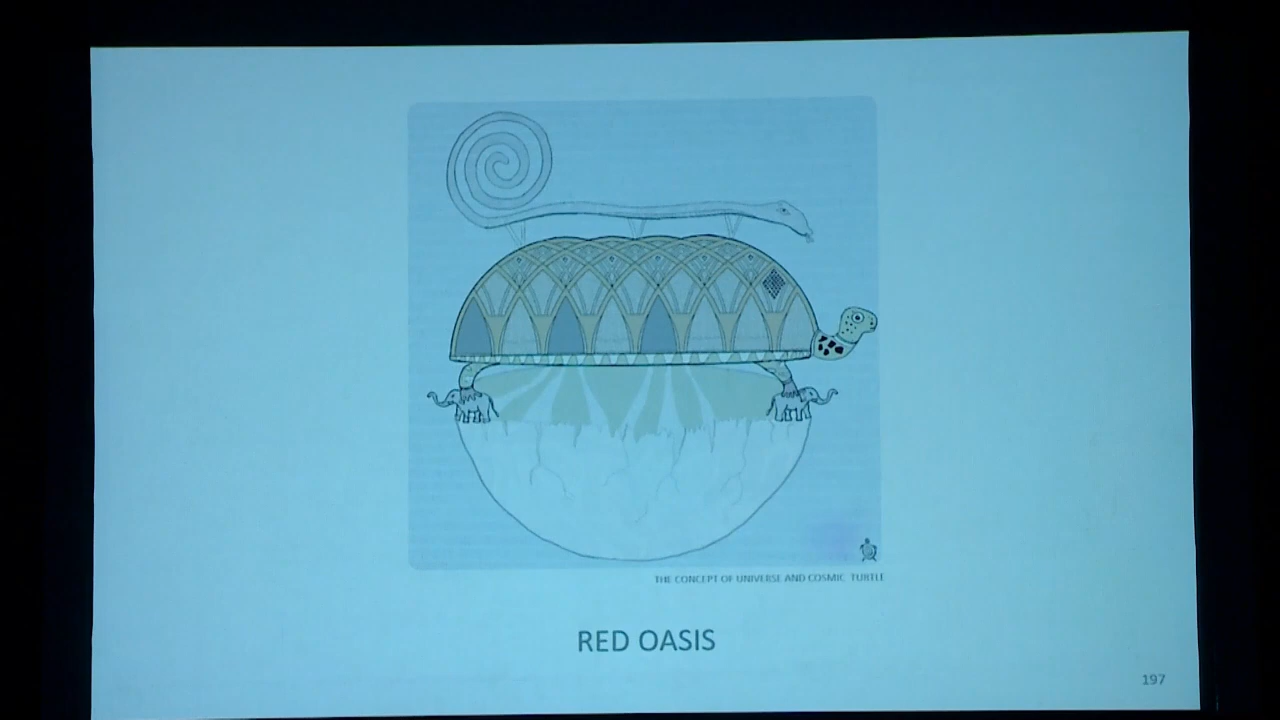 THE CONCEPT OF UNIVERSE AND COSMIC TURTLE
RED OASIS
197